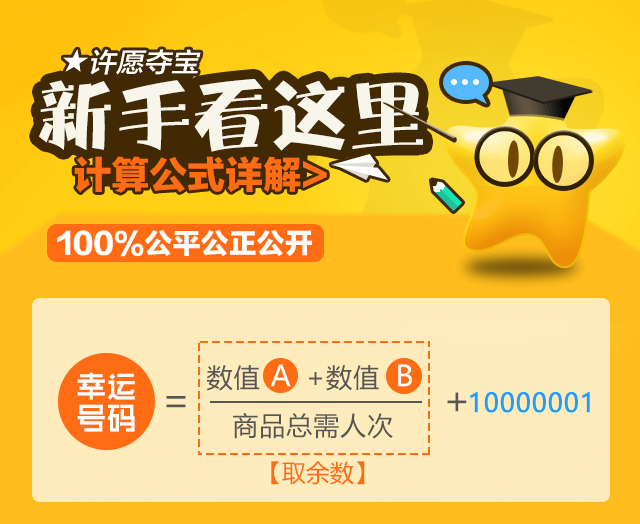 ★许愿夺宝
新手看这里
计算公式详解>
100%公平公正公开
幸运
号码
=
数值A+数值B
商品总需人次
+10000001
【取余数】